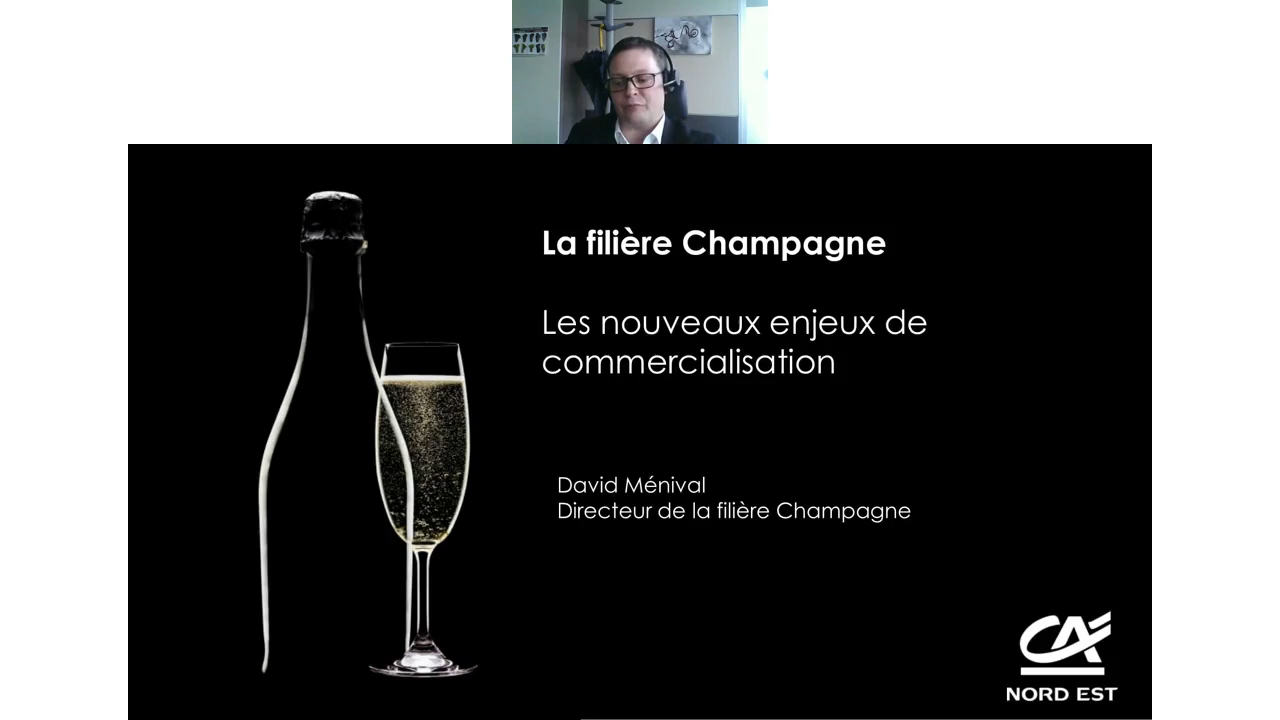 La filière Champagne
Les nouveaux enjeux de
commercialisation
David Ménival
Directeur de la filière Champagne
CA
NORD EST